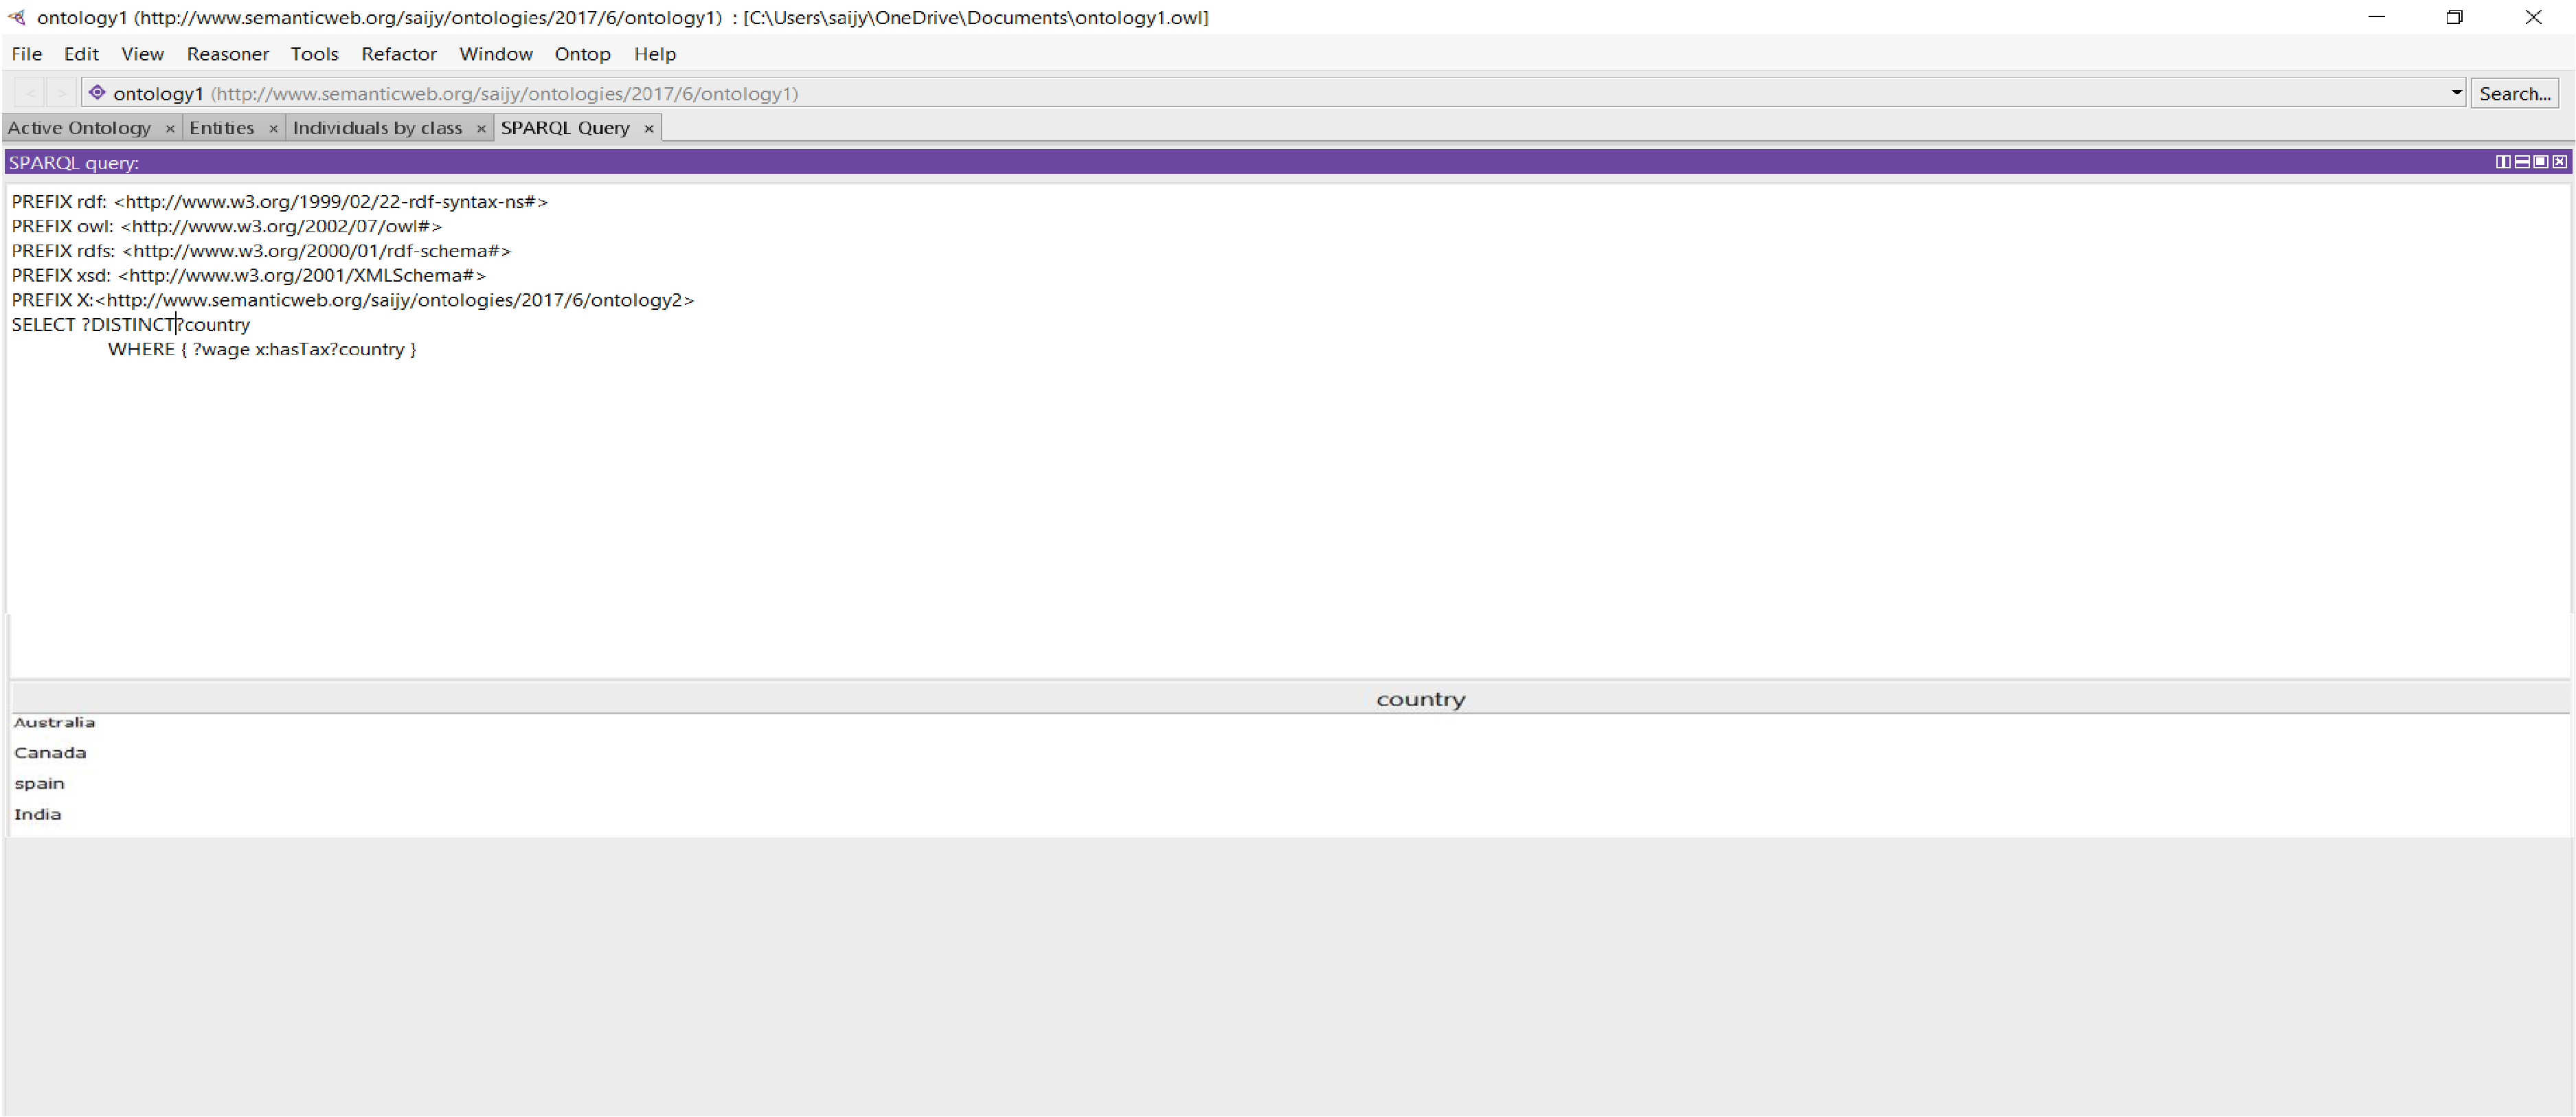 ontology1 (http://www.semanticweb.org/saijy/ontologies/2017/6/ontology1) : [C:\Users\saijy\OneDrive\Documents\ontology1.owl]
File Edit View Reasoner Tools Refactor Window Ontop Help
< > ontology1 (http://www.semanticweb.org/saijy/ontologies/2017/6/ontology1) Search...
Active Ontology × Entities × Individuals by class × SPARQL Query ×
SPARQL query:
PREFIX rdf: <http://www.w3.org/1999/02/22-rdf-syntax-ns#>
PREFIX owl: <http://www.w3.org/2002/07/owl#>
PREFIX rdfs: <http://www.w3.org/2000/01/rdf-schema#>
PREFIX xsd: <http://www.w3.org/2001/XMLSchema#>
PREFIX X:<http://www.semanticweb.org/saijy/ontologies/2017/6/ontology2>
SELECT ?DISTINCT?country
WHERE { ?wage x:hasTax?country }
country
Australia
Canada
spain
India